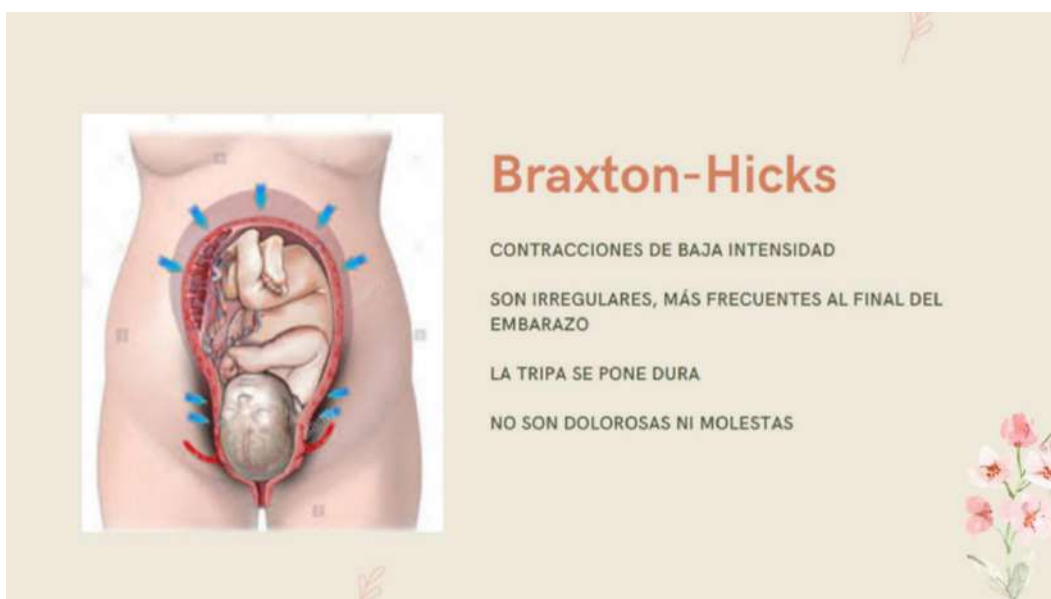 Braxton-Hicks
CONTRACCIONES DE BAJA INTENSIDAD
SON IRREGULARES, MÁS FRECUENTES AL FINAL DEL
EMBARAZO
LA TRIPA SE PONE DURA
NO SON DOLOROSAS NI MOLESTAS